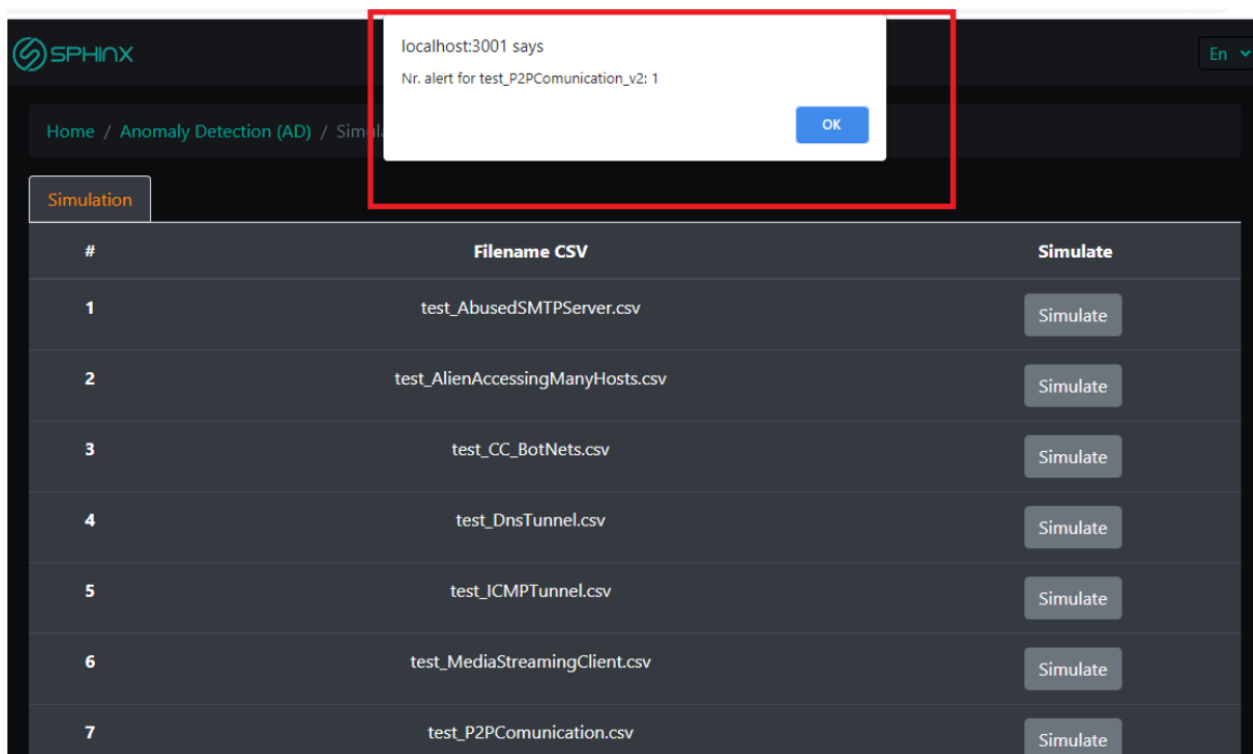 localhost:3001 says
Nr. alert for test_P2PComunication_v2: 1
OK
SPHINX
En
Home / Anomaly Detection (AD) /
Simulation
# Filename CSV Simulate
1 test_AbusedSMTPServer.csv Simulate
2 test_AlienAccessingManyHosts.csv Simulate
3 test_CC_BotNets.csv Simulate
4 test_DnsTunnel.csv Simulate
5 test_ICMPTunnel.csv Simulate
6 test_MediaStreamingClient.csv Simulate
7 test_P2PComunication.csv Simulate